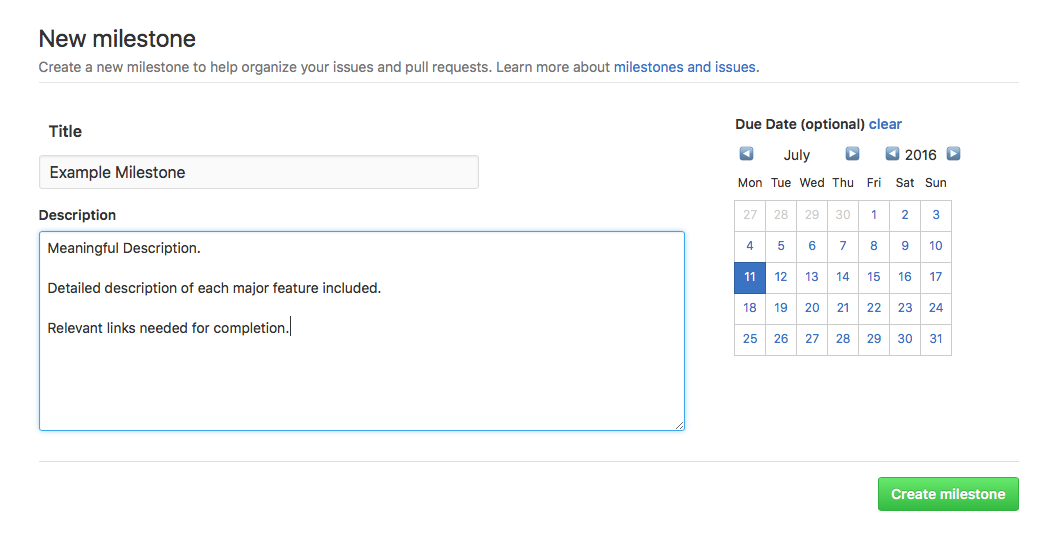 New milestone
Create a new milestone to help organize your issues and pull requests. Learn more about milestones and issues.
Title
Example Milestone
Description
Meaningful Description.
Detailed description of each major feature included.
Relevant links needed for completion.
Due Date (optional) clear
July 2016
Mon Tue Wed Thu Fri Sat Sun
27 28 29 30 1 2 3
4 5 6 7 8 9 10
11 12 13 14 15 16 17
18 19 20 21 22 23 24
25 26 27 28 29 30 31
Create milestone